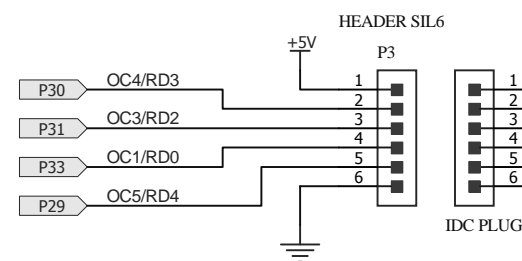 HEADER SIL6
+5V
P3
P30 OC4/RD3
P31 OC3/RD2
P33 OC1/RD0
P29 OC5/RD4
1
2
3
4
5
6
1
2
3
4
5
6
IDC PLUG